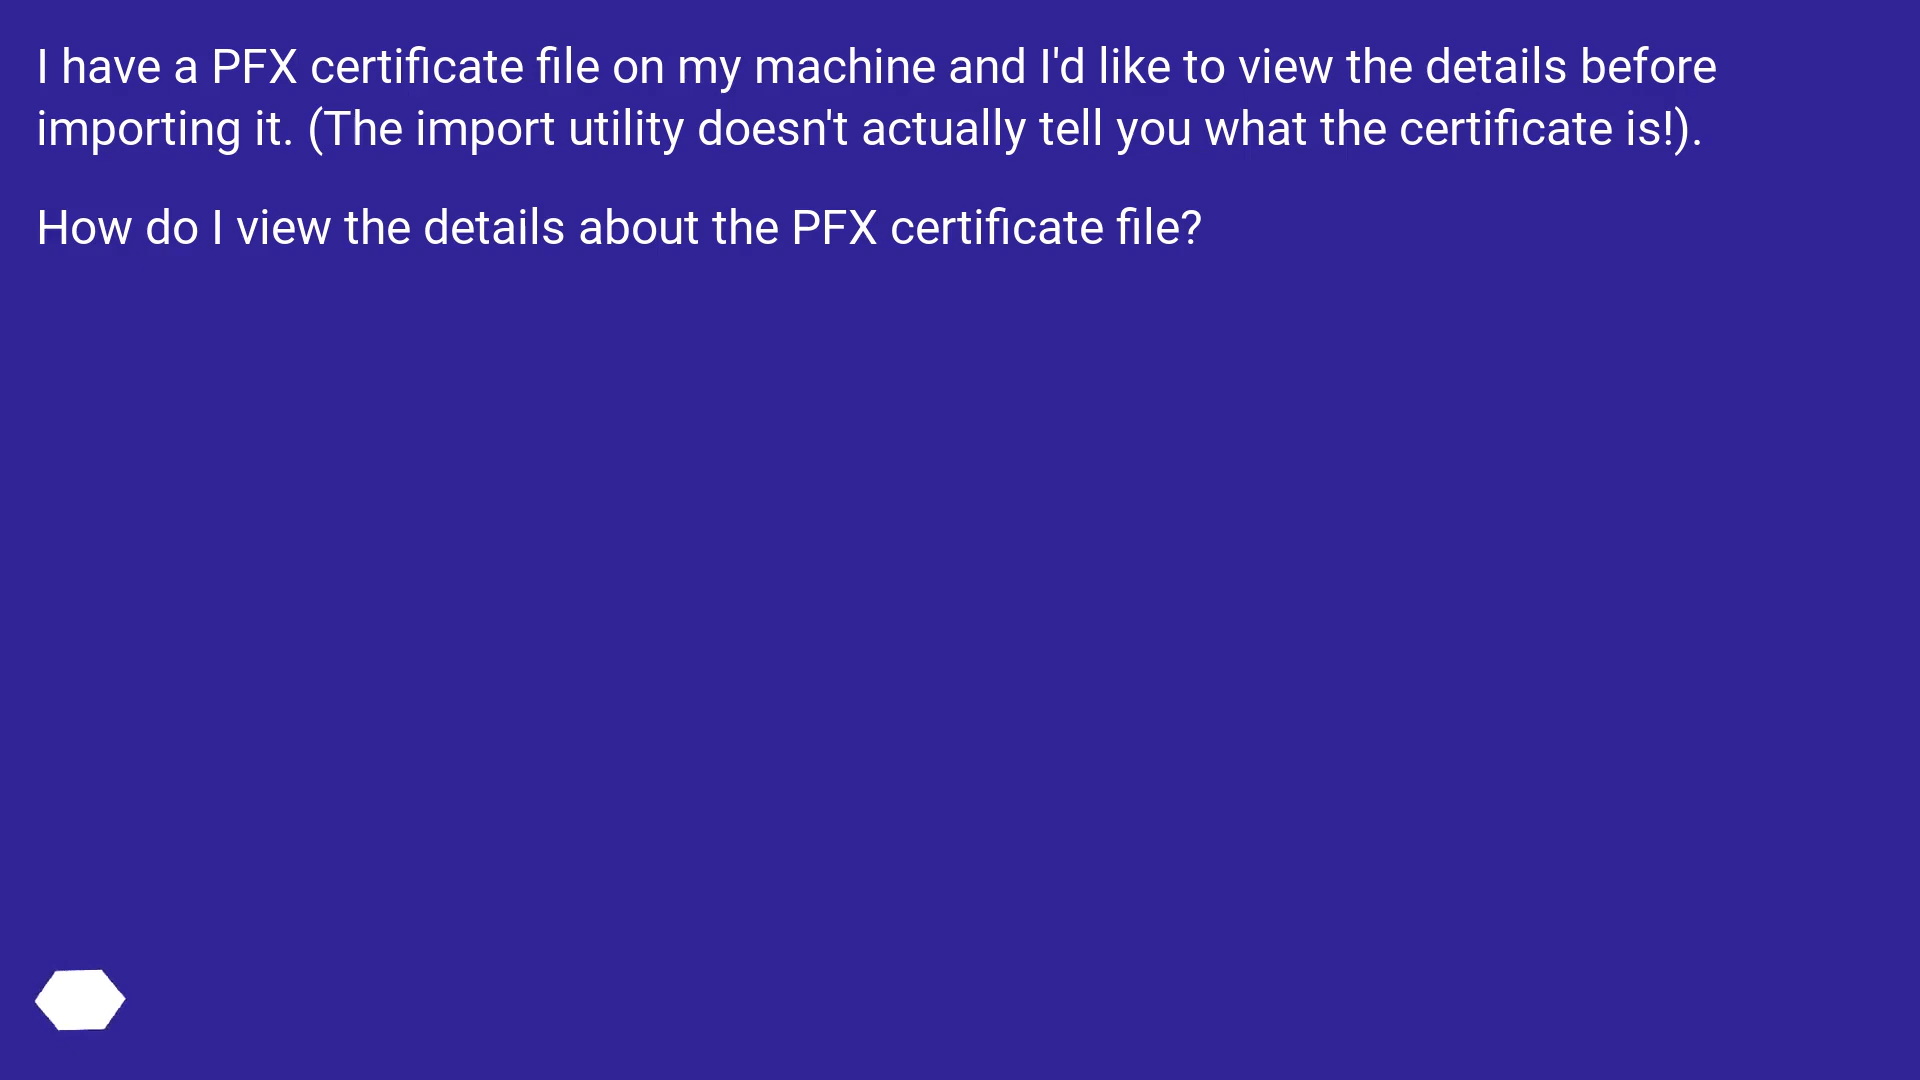 I have a PFX certificate file on my machine and I'd like to view the details before
importing it. (The import utility doesn't actually tell you what the certificate is!).
How do I view the details about the PFX certificate file?